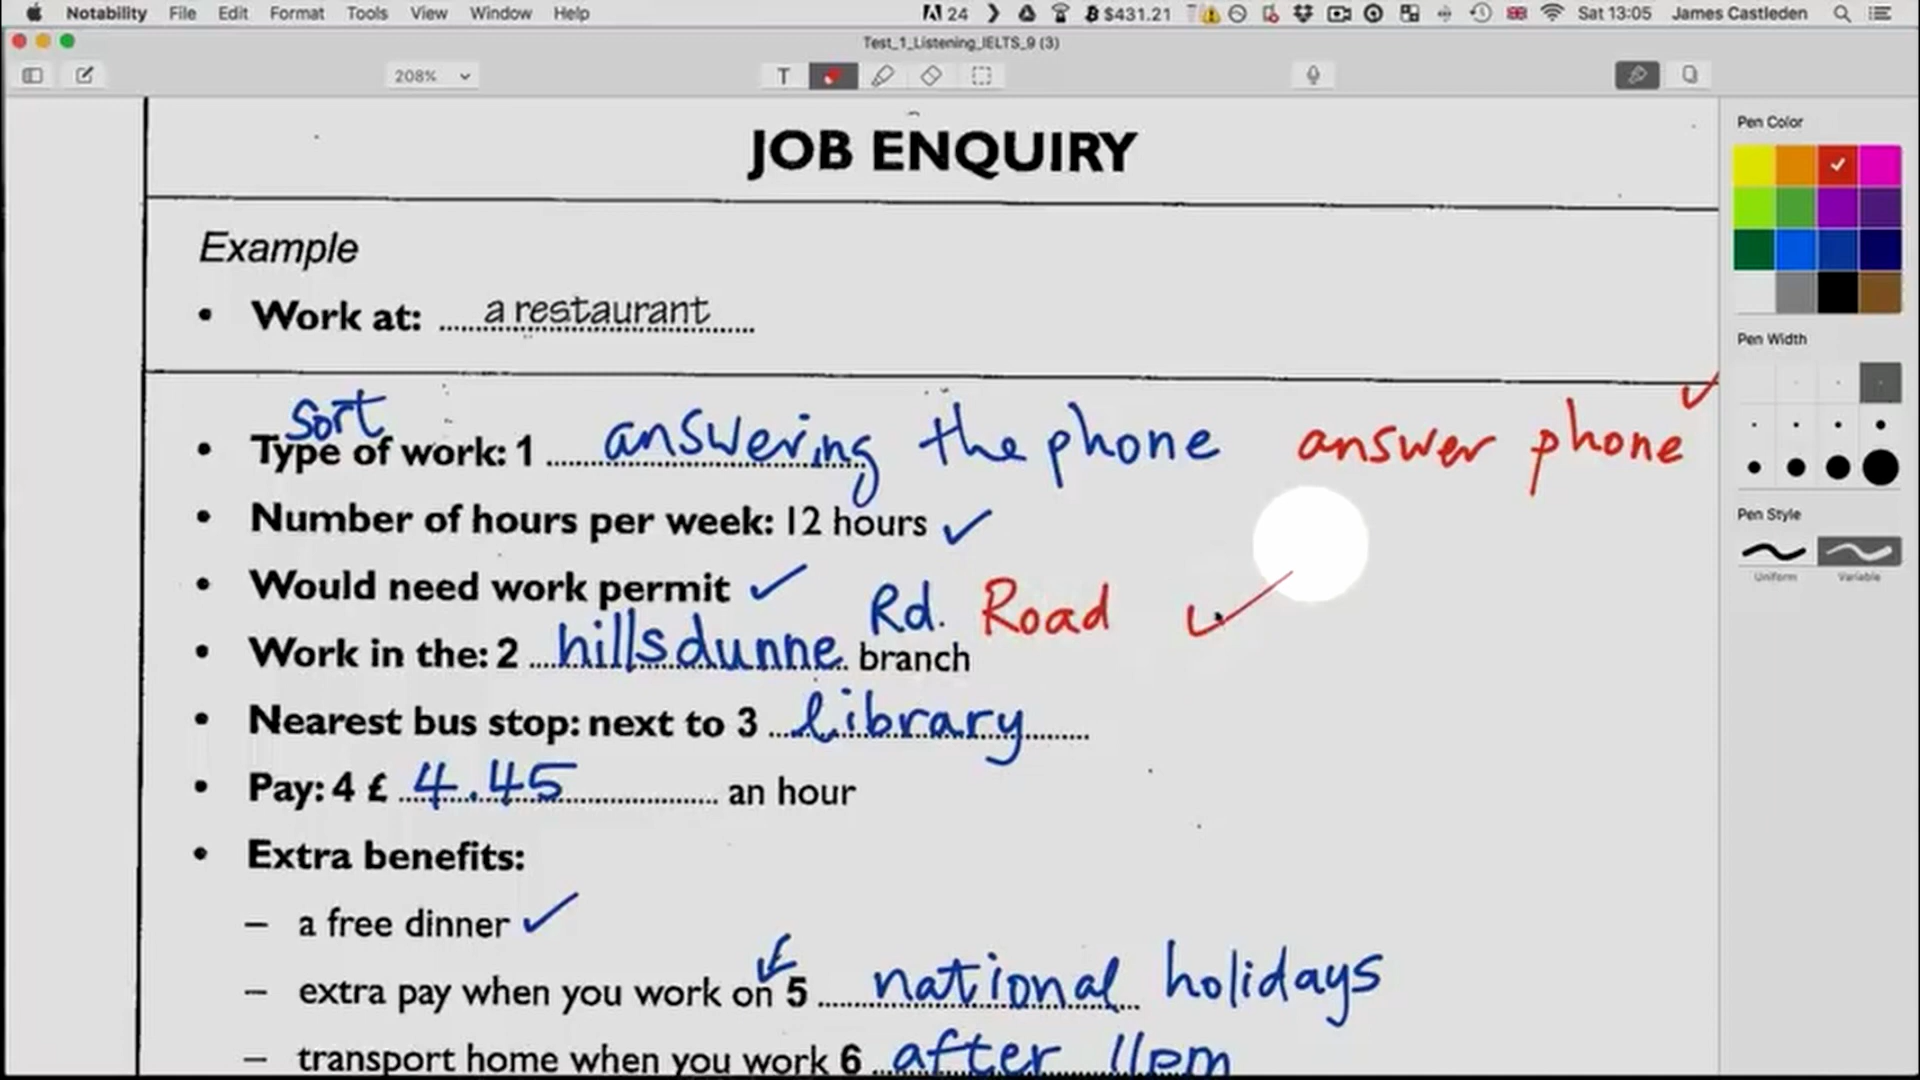 Notability File Edit Format Tools View Window Help 24 $431.21 Sat 13:05 James Castleden
Test_1_Listening_IELTS_9 (3)
208%
T
JOB ENQUIRY
Example
• Work at: a restaurant
sort
• Type of work: 1 answering the phone answer phone
• Number of hours per week: 12 hours ✓
• Would need work permit ✓
Rd. Road ✓
• Work in the: 2 hillsdunne branch
• Nearest bus stop: next to 3 library
• Pay: 4 £ 4.45 an hour
• Extra benefits:
– a free dinner ✓
– extra pay when you work on 5 national holidays
– transport home when you work 6 after 11pm
Pen Color
Pen Width
Pen Style
Uniform Variable